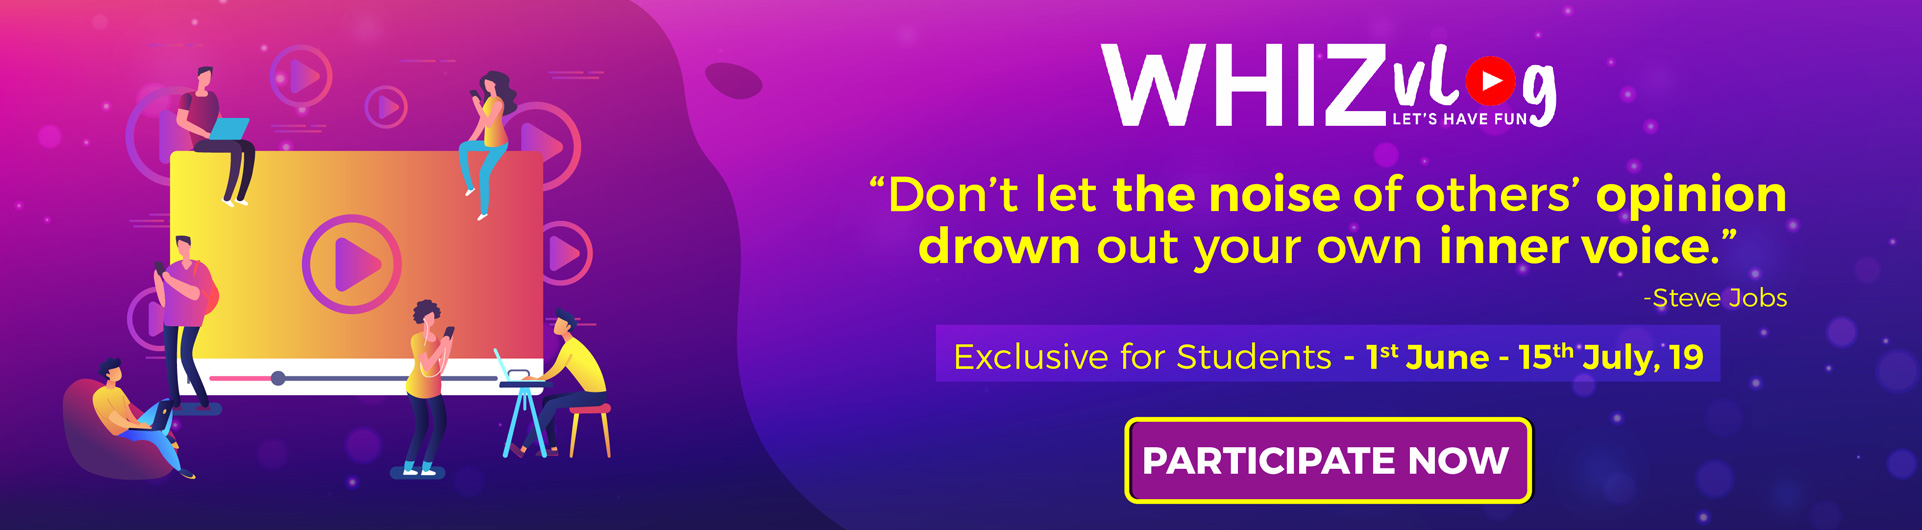 WHIZvlog
LET'S HAVE FUN
“Don’t let the noise of others’ opinion
drown out your own inner voice.”
-Steve Jobs
Exclusive for Students - 1st June - 15th July, 19
PARTICIPATE NOW